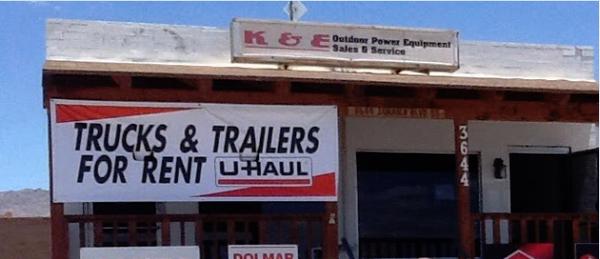 K & E Outdoor Power Equipment
Sales & Service
TRUCKS & TRAILERS
FOR RENT U-HAUL
3644
DOLMAR